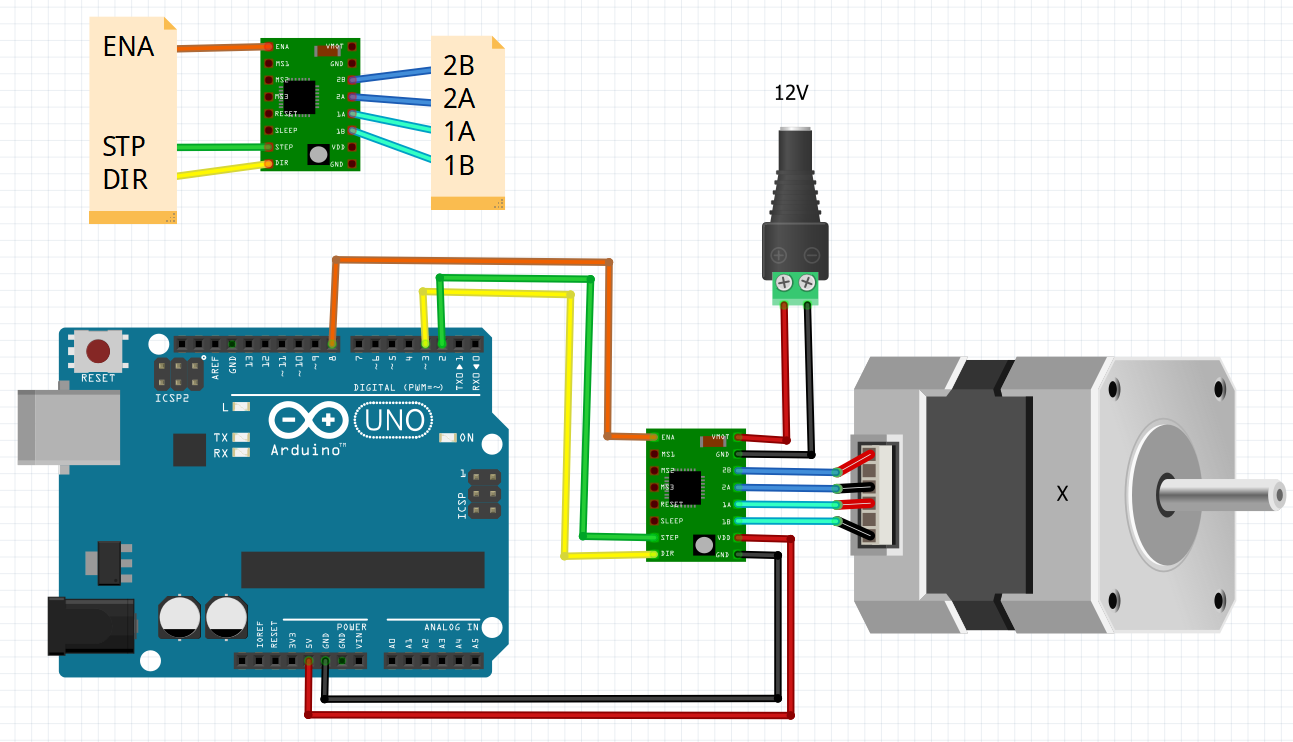 ENA
STP
DIR
ENA VMOT
MS1 GND
MS2 2B
MS3 2A
RESET 1A
SLEEP 1B
STEP VDD
DIR GND
2B
2A
1A
1B
12V
+ −
RESET
ICSP2
AREF
GND
13
12
~11
~10
~9
8
7
~6
~5
4
~3
2
TX0▶1
RX0◀0
DIGITAL (PWM=~)
L
TX
RX
Arduino™
UNO
ON
1
ICSP
ENA VMOT
MS1 GND
MS2 2B
MS3 2A
RESET 1A
SLEEP 1B
STEP VDD
DIR GND
X
POWER
ANALOG IN
IOREF
RESET
3V3
5V
GND
GND
VIN
A0
A1
A2
A3
A4
A5